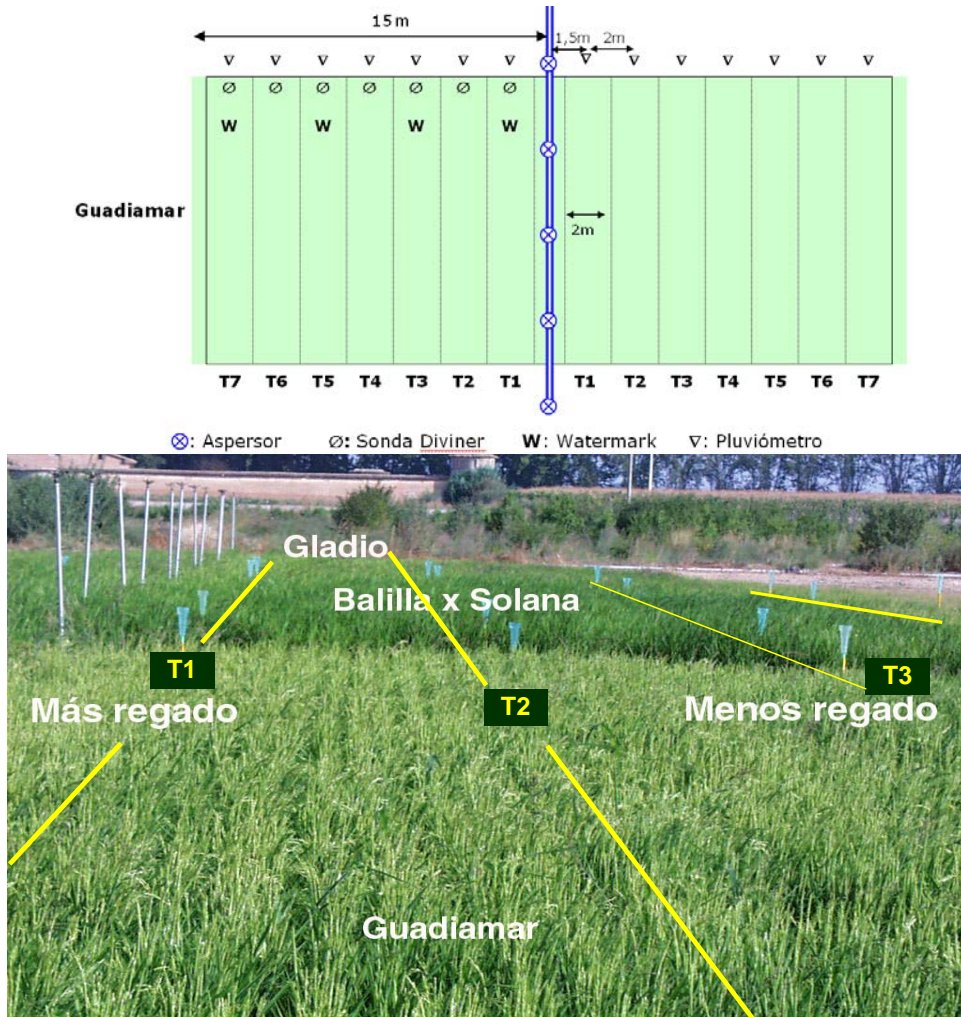 15 m
1,5m 2m
∇ ∇ ∇ ∇ ∇ ∇ ∇ ∇ ∇ ∇ ∇ ∇ ∇ ∇
∅ ∅ ∅ ∅ ∅ ∅ ∅
W W W W
Guadiamar
2m
T7 T6 T5 T4 T3 T2 T1 T1 T2 T3 T4 T5 T6 T7
⊗: Aspersor ∅: Sonda Diviner W: Watermark ∇: Pluviómetro
Gladio
Balilla x Solana
T1
T3
Más regado
T2
Menos regado
Guadiamar